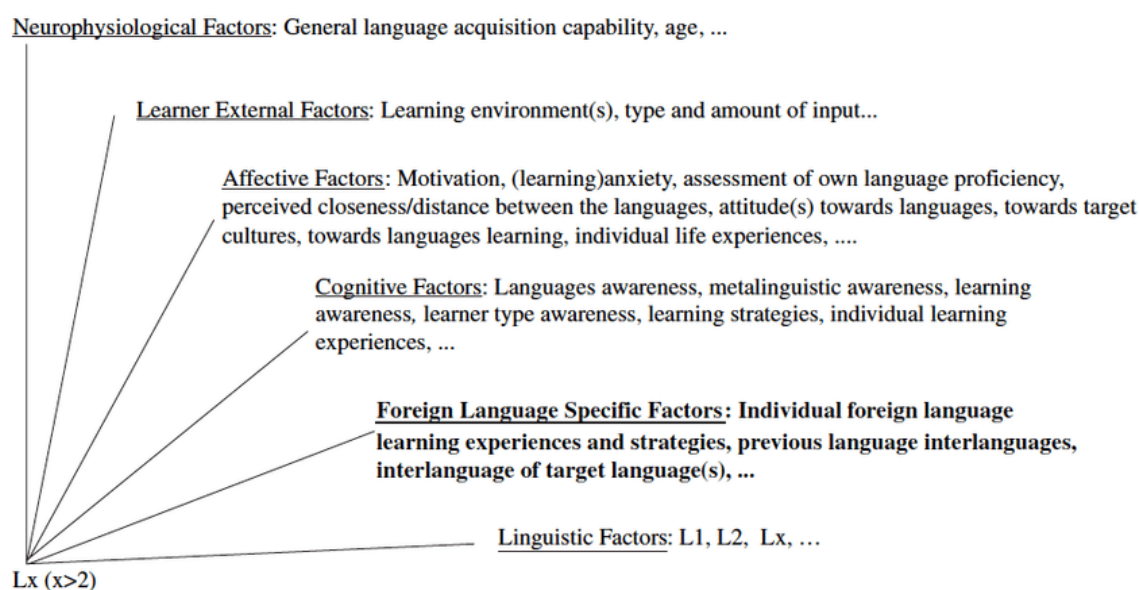 Neurophysiological Factors: General language acquisition capability, age, ...
Learner External Factors: Learning environment(s), type and amount of input...
Affective Factors: Motivation, (learning)anxiety, assessment of own language proficiency,
perceived closeness/distance between the languages, attitude(s) towards languages, towards target
cultures, towards languages learning, individual life experiences, ....
Cognitive Factors: Languages awareness, metalinguistic awareness, learning
awareness, learner type awareness, learning strategies, individual learning
experiences, ...
Foreign Language Specific Factors: Individual foreign language
learning experiences and strategies, previous language interlanguages,
interlanguage of target language(s), ...
Linguistic Factors: L1, L2, Lx, …
Lx (x>2)